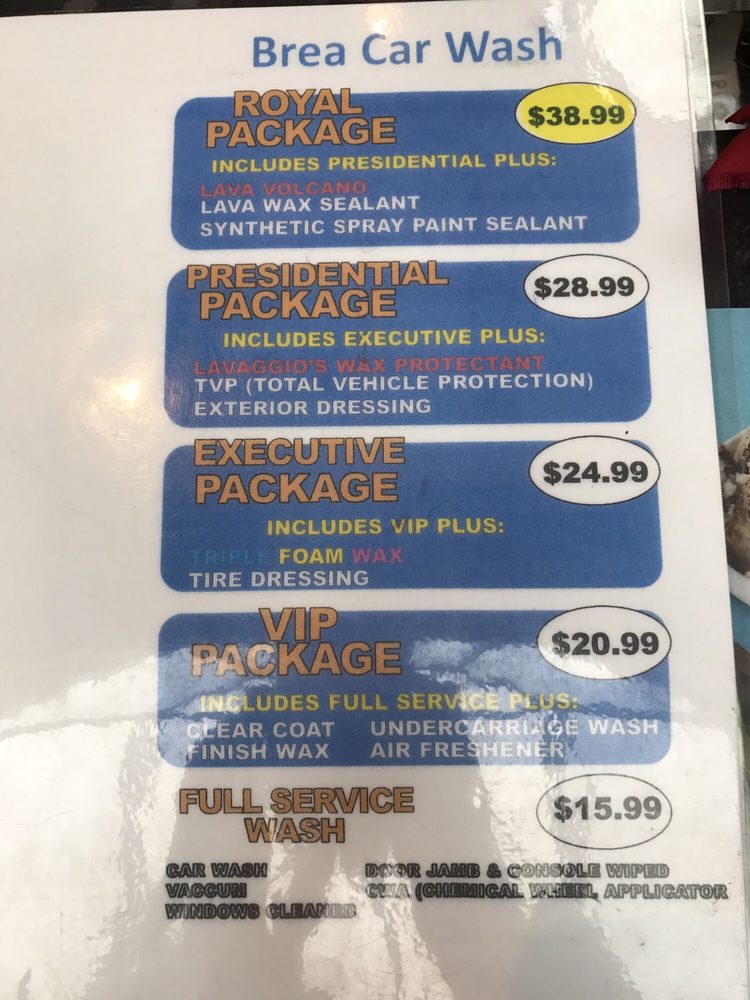 Brea Car Wash
ROYAL
PACKAGE
$38.99
INCLUDES PRESIDENTIAL PLUS:
LAVA VOLCANO
LAVA WAX SEALANT
SYNTHETIC SPRAY PAINT SEALANT
PRESIDENTIAL
PACKAGE
$28.99
INCLUDES EXECUTIVE PLUS:
LAVAGGIO'S WAX PROTECTANT
TVP (TOTAL VEHICLE PROTECTION)
EXTERIOR DRESSING
EXECUTIVE
PACKAGE
$24.99
INCLUDES VIP PLUS:
TRIPLE FOAM WAX
TIRE DRESSING
VIP
PACKAGE
$20.99
INCLUDES FULL SERVICE PLUS:
CLEAR COAT
FINISH WAX
UNDERCARRIAGE WASH
AIR FRESHENER
FULL SERVICE
WASH
$15.99
CAR WASH
VACCUM
WINDOWS CLEANED
DOOR JAMB & CONSOLE WIPED
CWA (CHEMICAL WHEEL APPLICATOR